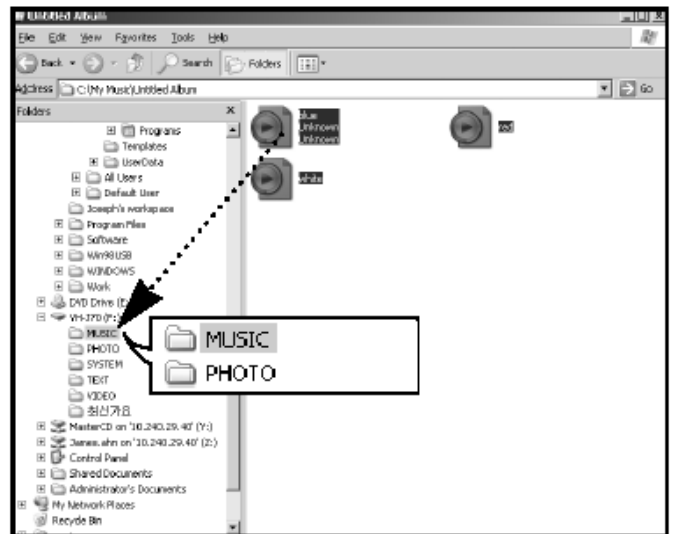 Untitled Album
File Edit View Favorites Tools Help
Back Search Folders
Address C:\My Music\Untitled Album Go
Folders
Programs
Templates
UserData
All Users
Default User
Joseph's workspace
Program Files
Software
Win98USB
WINDOWS
Work
DVD Drive
YH-J70 (F:)
MUSIC
PHOTO
SYSTEM
TEXT
VIDEO
최신가요
MasterCD on '10.240.29.40' (Y:)
James.ahn on '10.240.29.40' (Z:)
Control Panel
Shared Documents
Administrator's Documents
My Network Places
Recycle Bin
blue
Unknown
Unknown
red
white
MUSIC
PHOTO